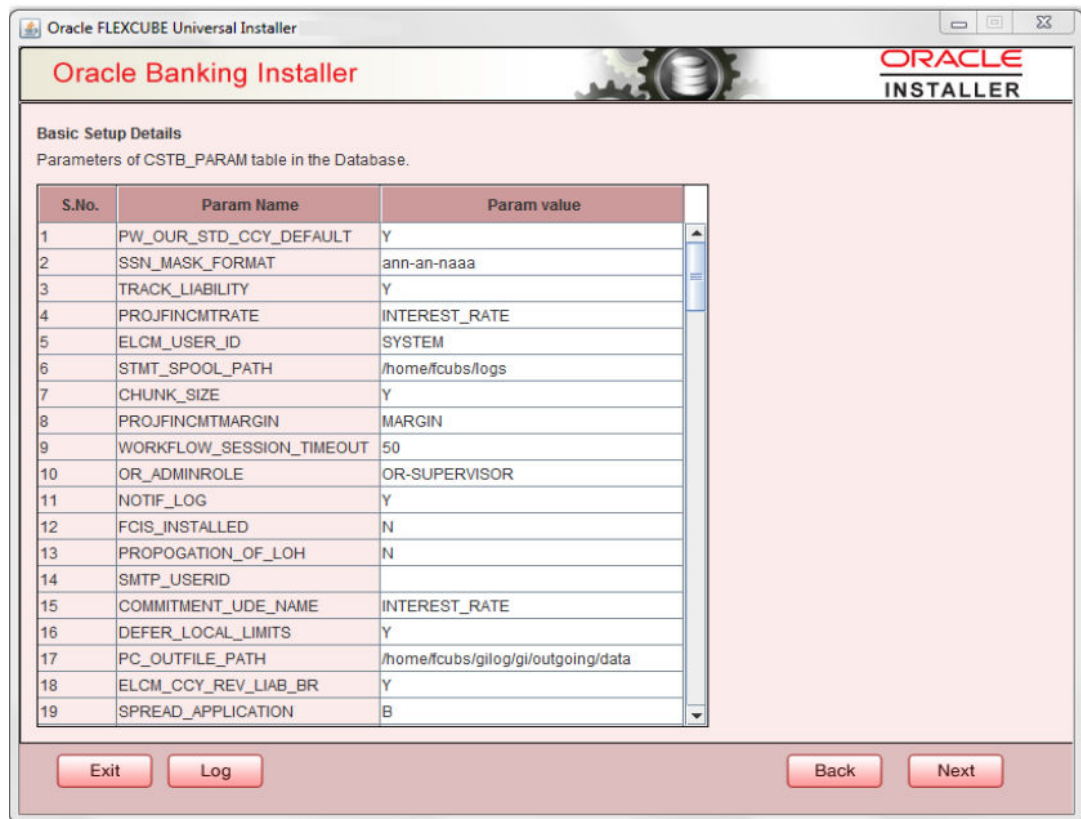 Oracle FLEXCUBE Universal Installer
Oracle Banking Installer
ORACLE
INSTALLER
Basic Setup Details
Parameters of CSTB_PARAM table in the Database.
S.No. Param Name Param value
1 PW_OUR_STD_CCY_DEFAULT Y
2 SSN_MASK_FORMAT ann-an-naaa
3 TRACK_LIABILITY Y
4 PROJFINCMTRATE INTEREST_RATE
5 ELCM_USER_ID SYSTEM
6 STMT_SPOOL_PATH /home/fcubs/logs
7 CHUNK_SIZE Y
8 PROJFINCMTMARGIN MARGIN
9 WORKFLOW_SESSION_TIMEOUT 50
10 OR_ADMINROLE OR-SUPERVISOR
11 NOTIF_LOG Y
12 FCIS_INSTALLED N
13 PROPOGATION_OF_LOH N
14 SMTP_USERID
15 COMMITMENT_UDE_NAME INTEREST_RATE
16 DEFER_LOCAL_LIMITS Y
17 PC_OUTFILE_PATH /home/fcubs/gilog/gi/outgoing/data
18 ELCM_CCY_REV_LIAB_BR Y
19 SPREAD_APPLICATION B
Exit Log Back Next